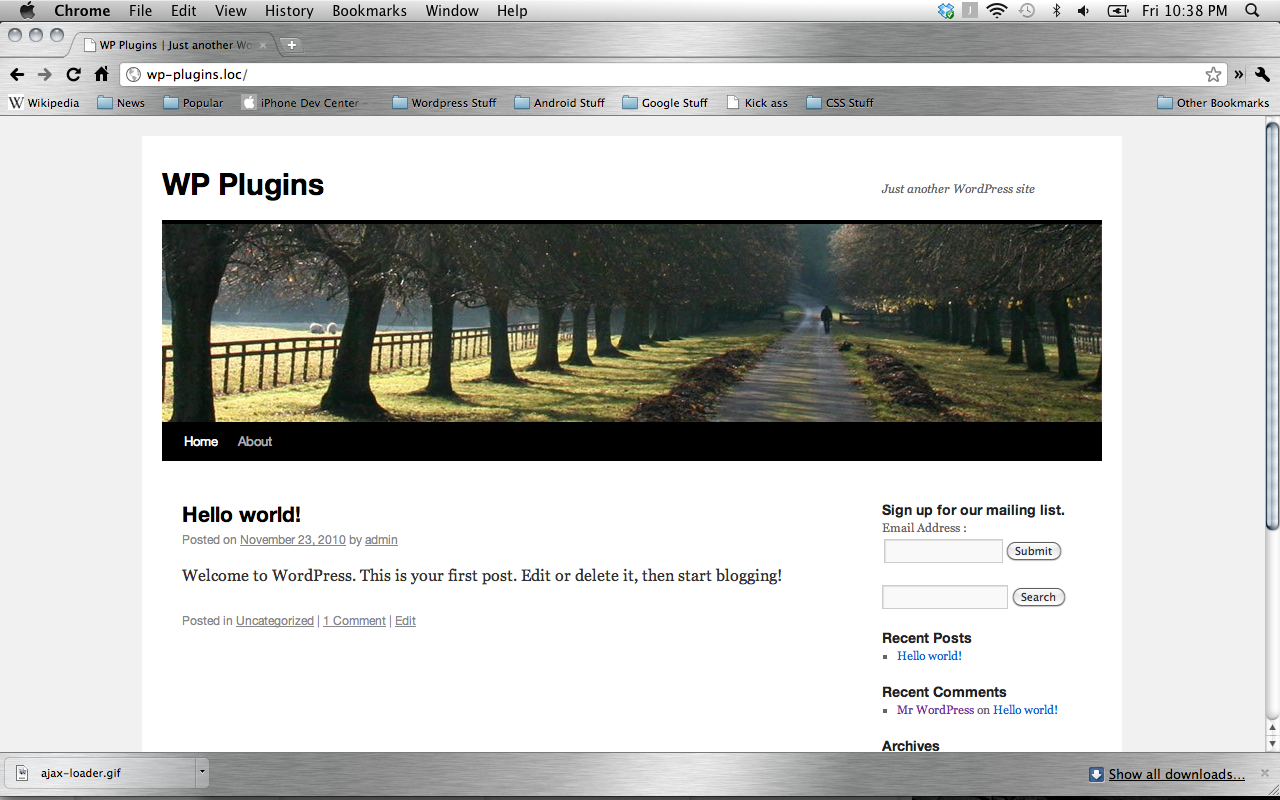 Chrome File Edit View History Bookmarks Window Help Fri 10:38 PM
WP Plugins | Just another Wo
wp-plugins.loc/
Wikipedia News Popular iPhone Dev Center Wordpress Stuff Android Stuff Google Stuff Kick ass CSS Stuff Other Bookmarks
WP Plugins
Just another WordPress site
Home About
Hello world!
Posted on November 23, 2010 by admin
Welcome to WordPress. This is your first post. Edit or delete it, then start blogging!
Posted in Uncategorized | 1 Comment | Edit
Sign up for our mailing list.
Email Address :
Submit
Search
Recent Posts
Hello world!
Recent Comments
Mr WordPress on Hello world!
Archives
ajax-loader.gif
Show all downloads...